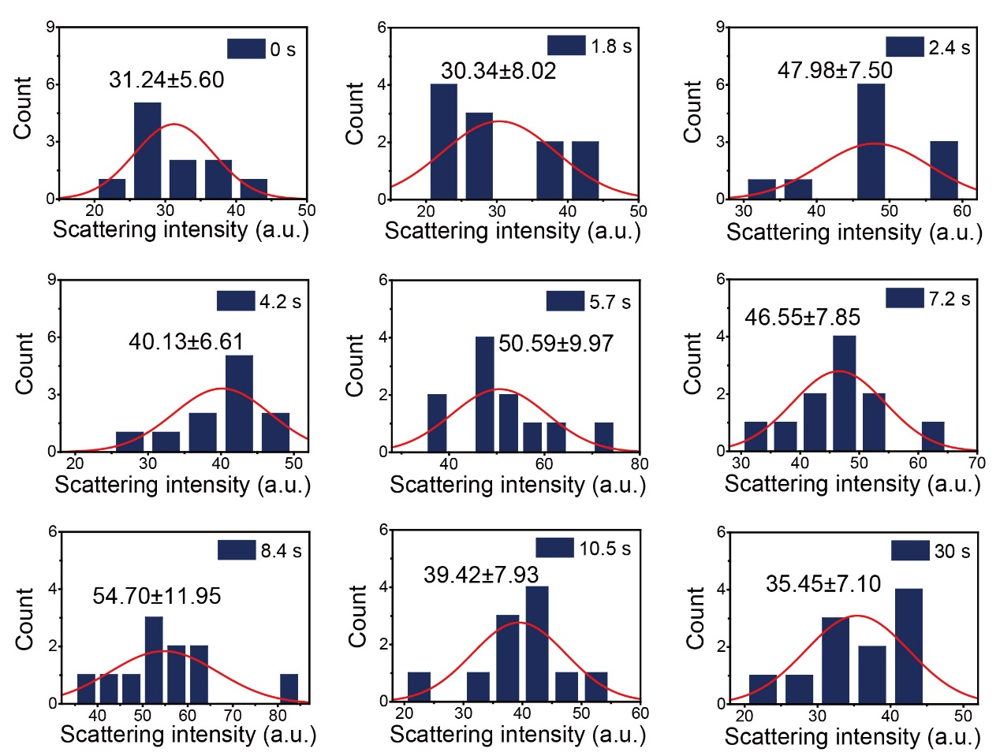 9
6
3
0
Count
0 s
31.24±5.60
20 30 40 50
Scattering intensity (a.u.)
6
4
2
0
Count
1.8 s
30.34±8.02
20 30 40 50
Scattering intensity (a.u.)
9
6
3
0
Count
2.4 s
47.98±7.50
30 40 50 60
Scattering intensity (a.u.)
9
6
3
0
Count
4.2 s
40.13±6.61
20 30 40 50
Scattering intensity (a.u.)
6
4
2
0
Count
5.7 s
50.59±9.97
40 60 80
Scattering intensity (a.u.)
6
4
2
0
Count
7.2 s
46.55±7.85
30 40 50 60 70
Scattering intensity (a.u.)
6
4
2
0
Count
8.4 s
54.70±11.95
40 50 60 70 80
Scattering intensity (a.u.)
6
4
2
0
Count
10.5 s
39.42±7.93
20 30 40 50 60
Scattering intensity (a.u.)
6
4
2
0
Count
30 s
35.45±7.10
20 30 40 50
Scattering intensity (a.u.)